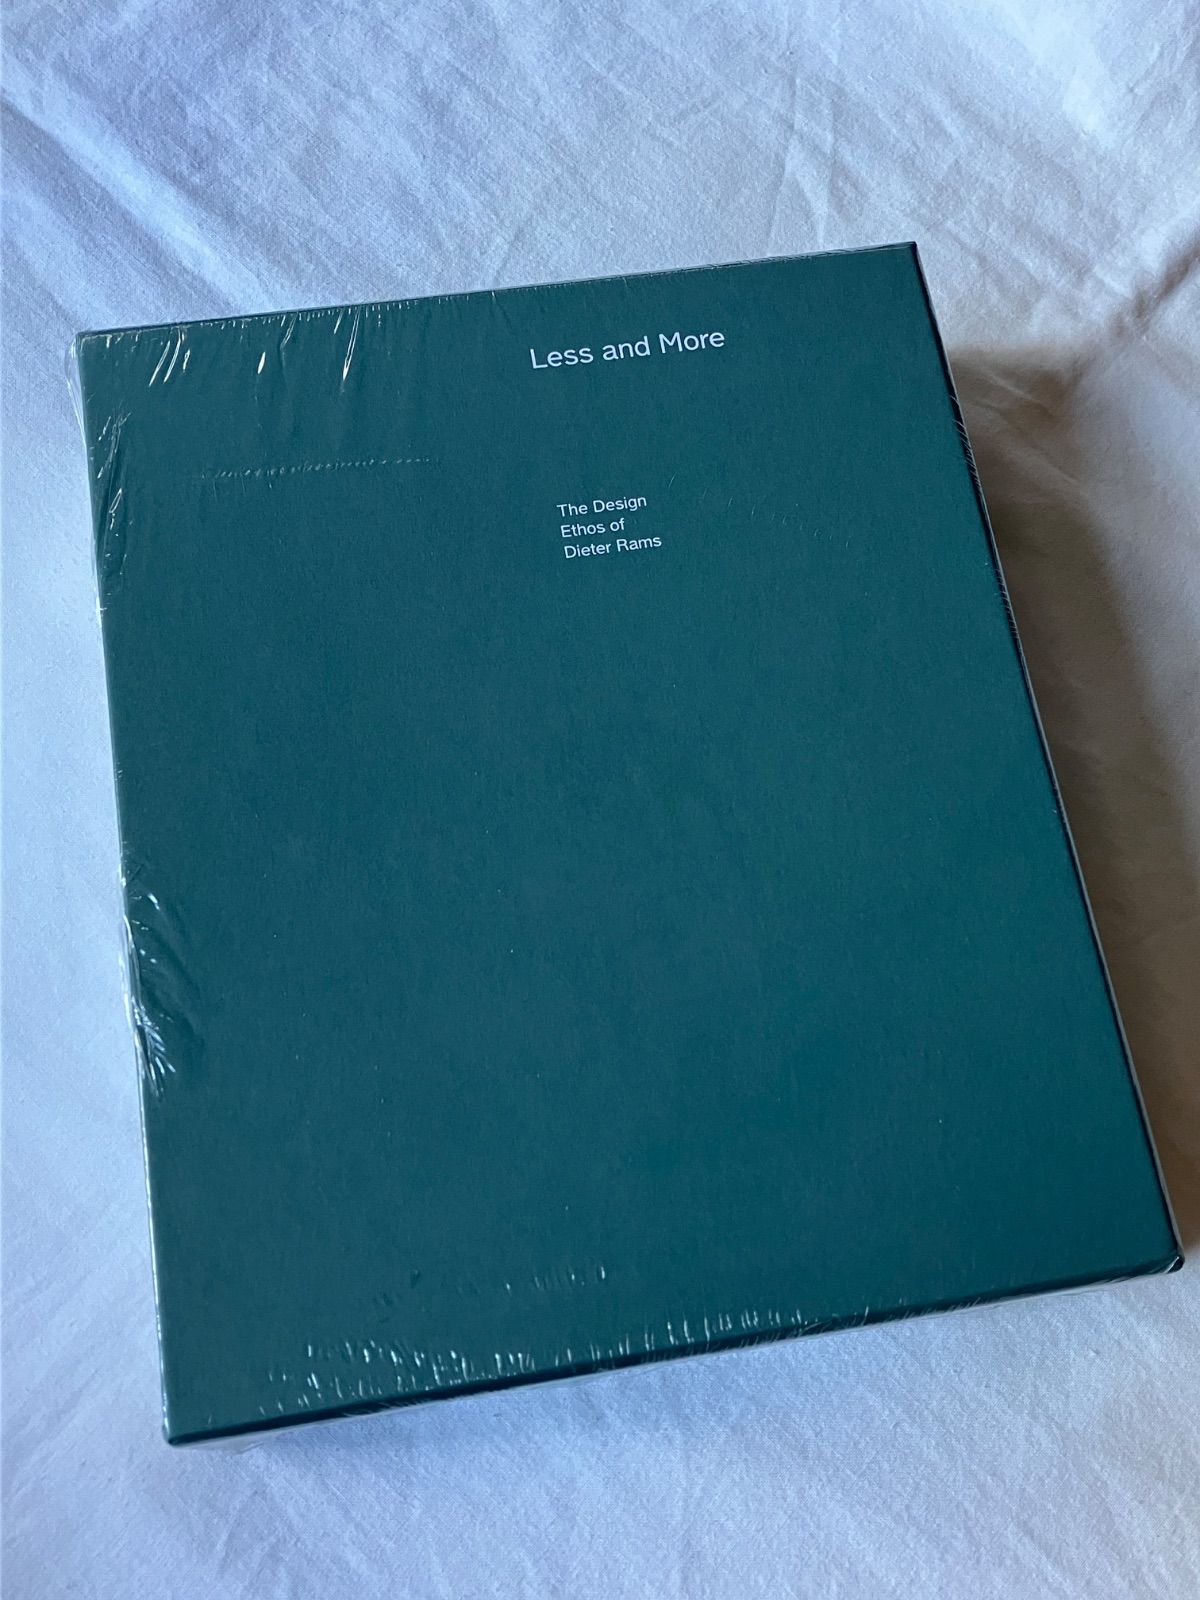 Less and More
The Design
Ethos of
Dieter Rams